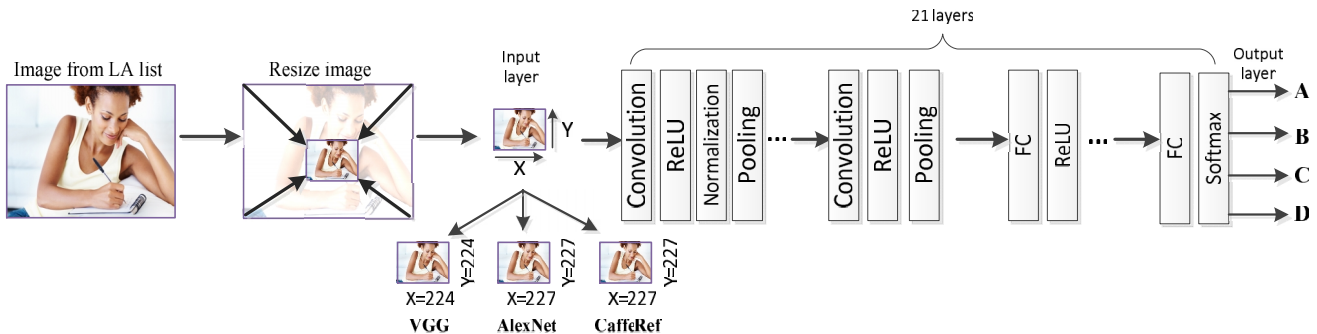 21 layers
Image from LA list
Resize image
Input
layer
Output
layer
Y
X
Convolution
ReLU
Normalization
Pooling
...
Convolution
ReLU
Pooling
FC
ReLU
...
FC
Softmax
A
B
C
D
Y=224
Y=227
Y=227
X=224
X=227
X=227
VGG
AlexNet
CaffeRef